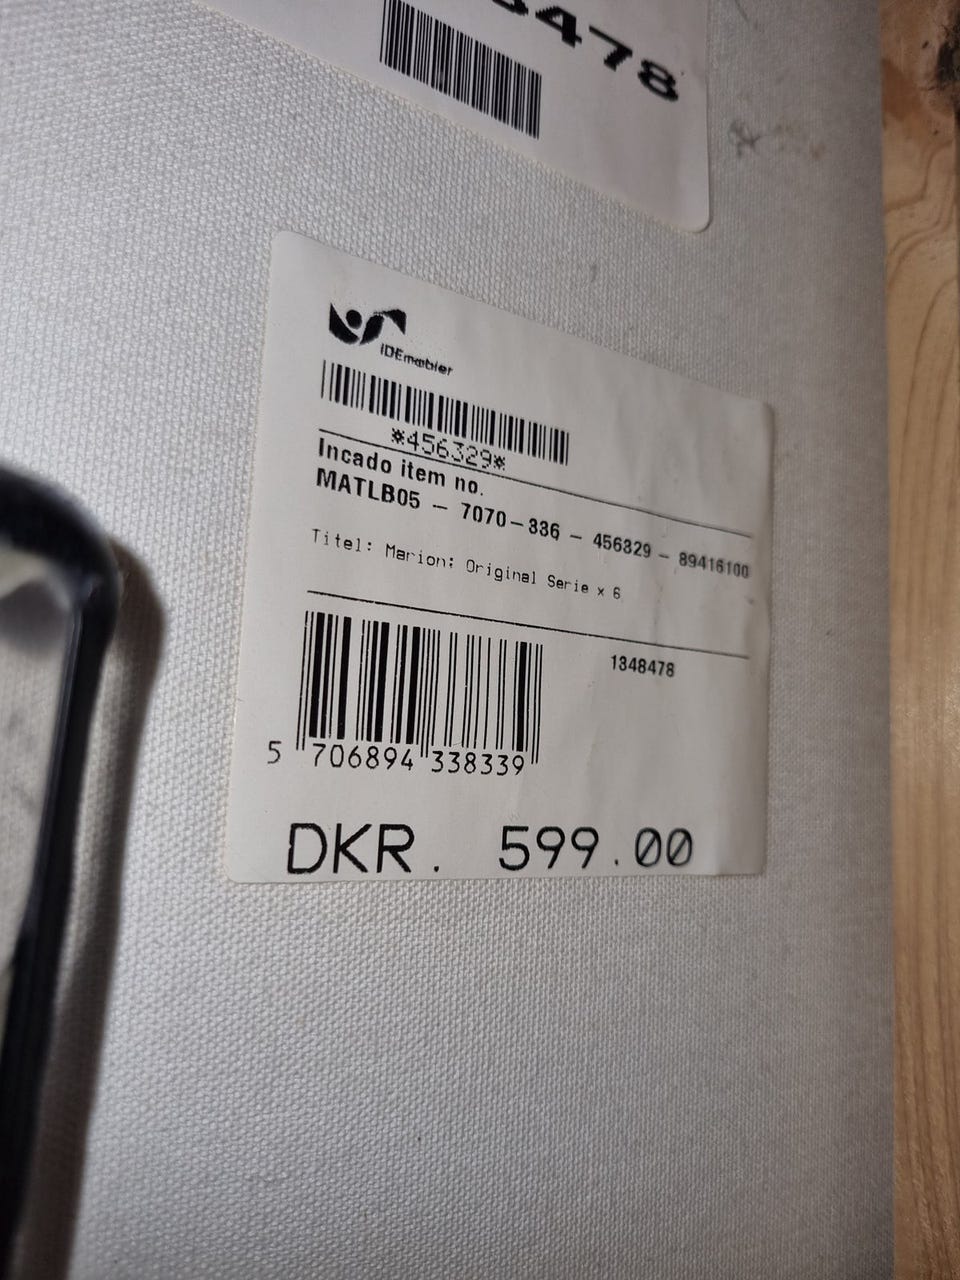 8478
IDEmøbler
*456329*
Incado item no.
MATLB05 – 7070–336 – 456329 – 89416100
Titel: Marion: Original Serie x 6
1348478
5 706894 338339
DKR. 599.00